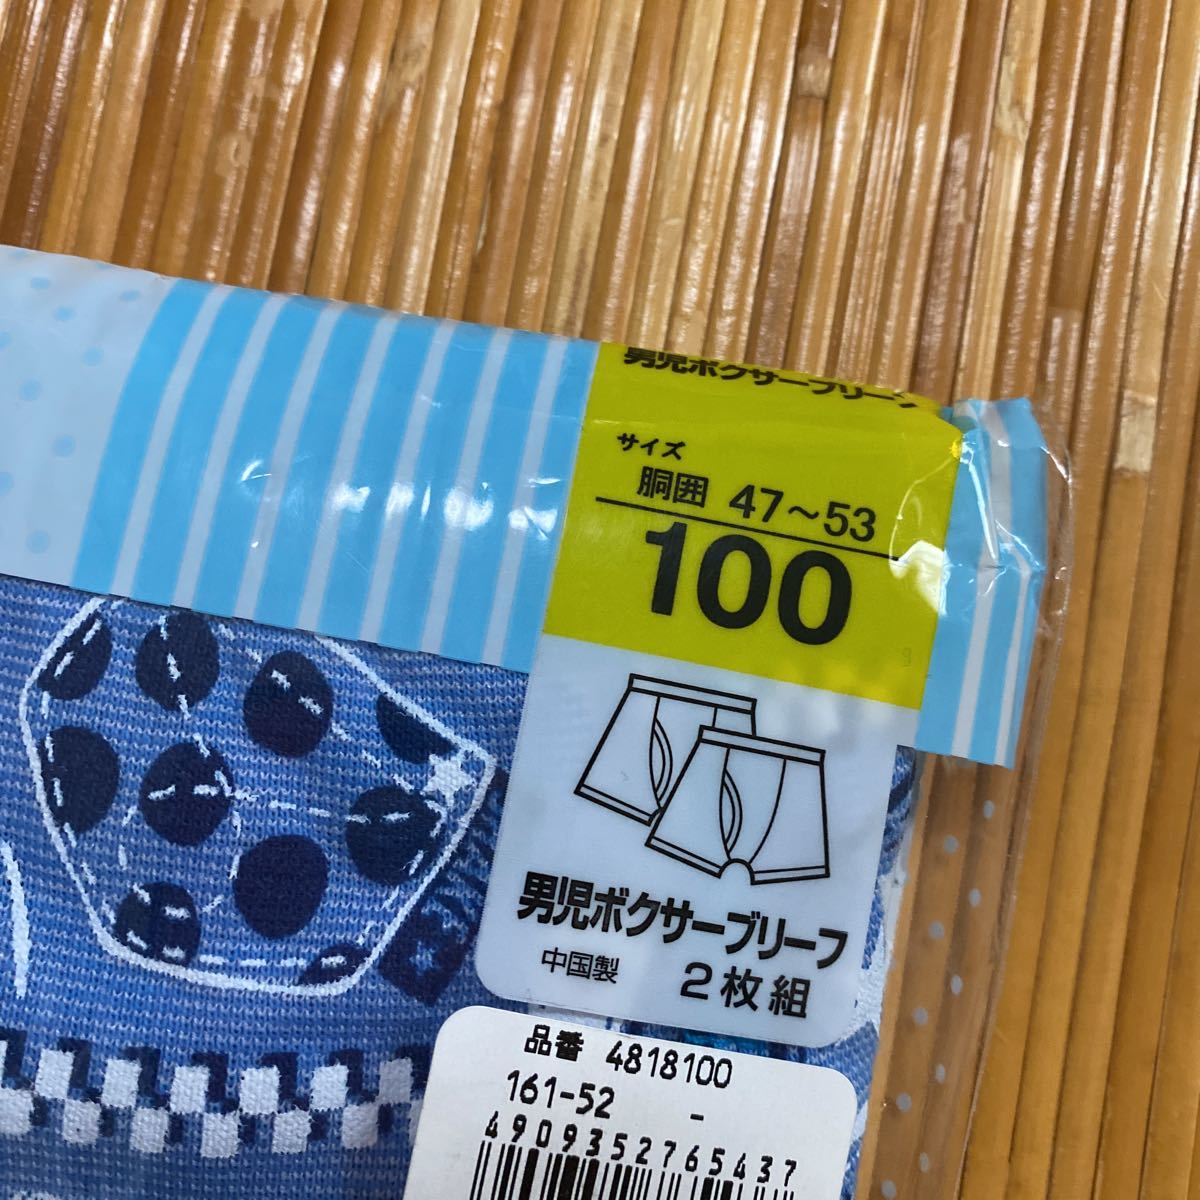 男児ボクサーブリーフ
サイズ
胴囲 47～53
100
男児ボクサーブリーフ
中国製 2枚組
品番 4818100
161-52 -
4909352765437